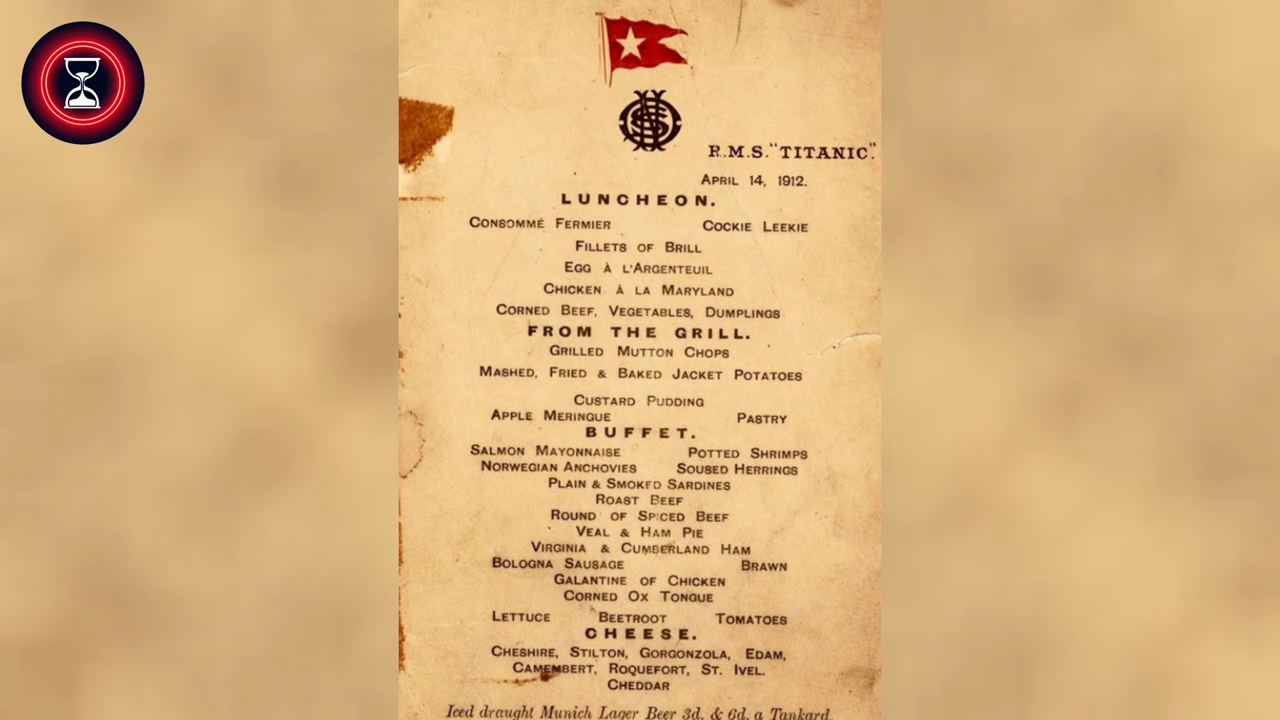 R.M.S. "TITANIC."
APRIL 14, 1912.
LUNCHEON.
CONSOMMÉ FERMIER COCKIE LEEKIE
FILLETS OF BRILL
EGG À L'ARGENTEUIL
CHICKEN À LA MARYLAND
CORNED BEEF, VEGETABLES, DUMPLINGS
FROM THE GRILL.
GRILLED MUTTON CHOPS
MASHED, FRIED & BAKED JACKET POTATOES
CUSTARD PUDDING
APPLE MERINGUE PASTRY
BUFFET.
SALMON MAYONNAISE POTTED SHRIMPS
NORWEGIAN ANCHOVIES SOUSED HERRINGS
PLAIN & SMOKED SARDINES
ROAST BEEF
ROUND OF SPICED BEEF
VEAL & HAM PIE
VIRGINIA & CUMBERLAND HAM
BOLOGNA SAUSAGE BRAWN
GALANTINE OF CHICKEN
CORNED OX TONGUE
LETTUCE BEETROOT TOMATOES
CHEESE.
CHESHIRE, STILTON, GORGONZOLA, EDAM,
CAMEMBERT, ROQUEFORT, ST. IVEL.
CHEDDAR
Iced draught Munich Lager Beer 3d. & 6d. a Tankard.